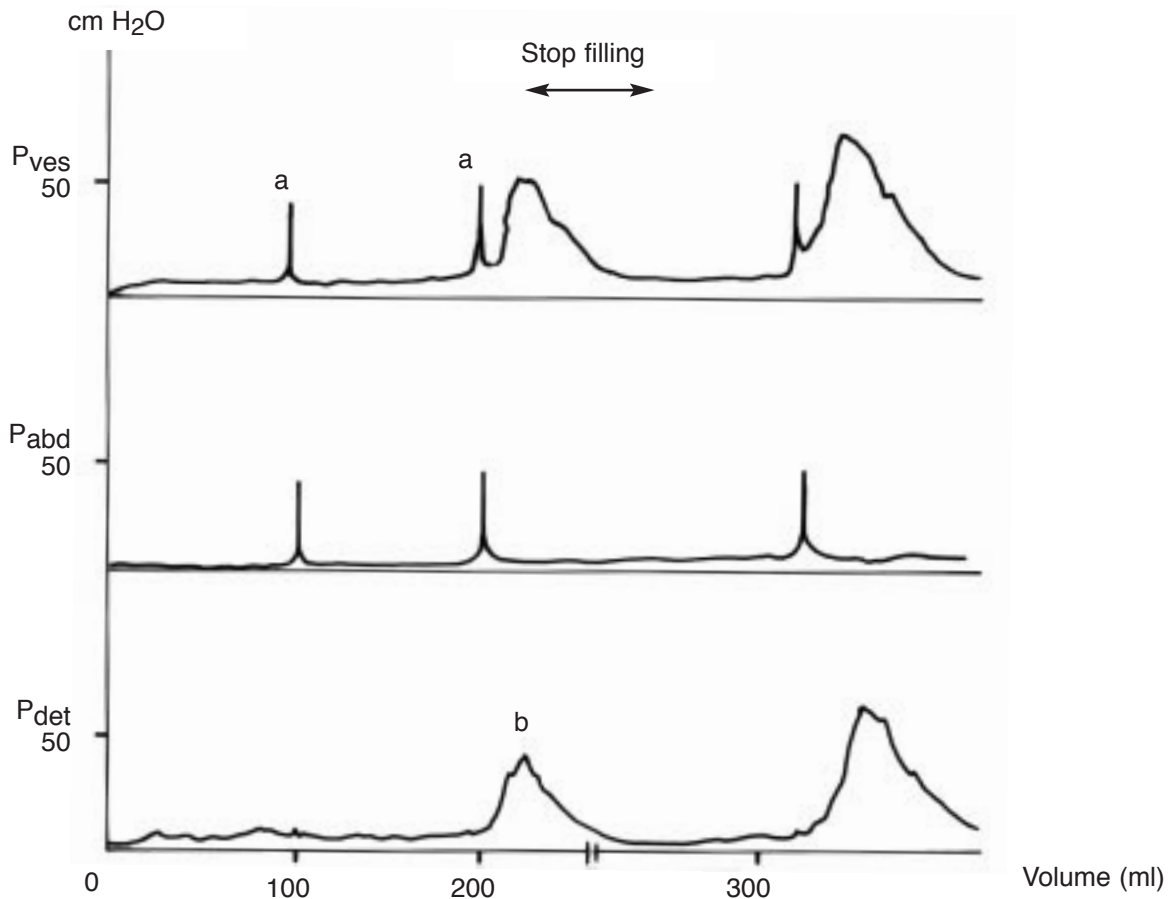 cm H2O
Stop filling
Pves
50
a
a
Pabd
50
Pdet
50
b
0
100
200
300
Volume (ml)